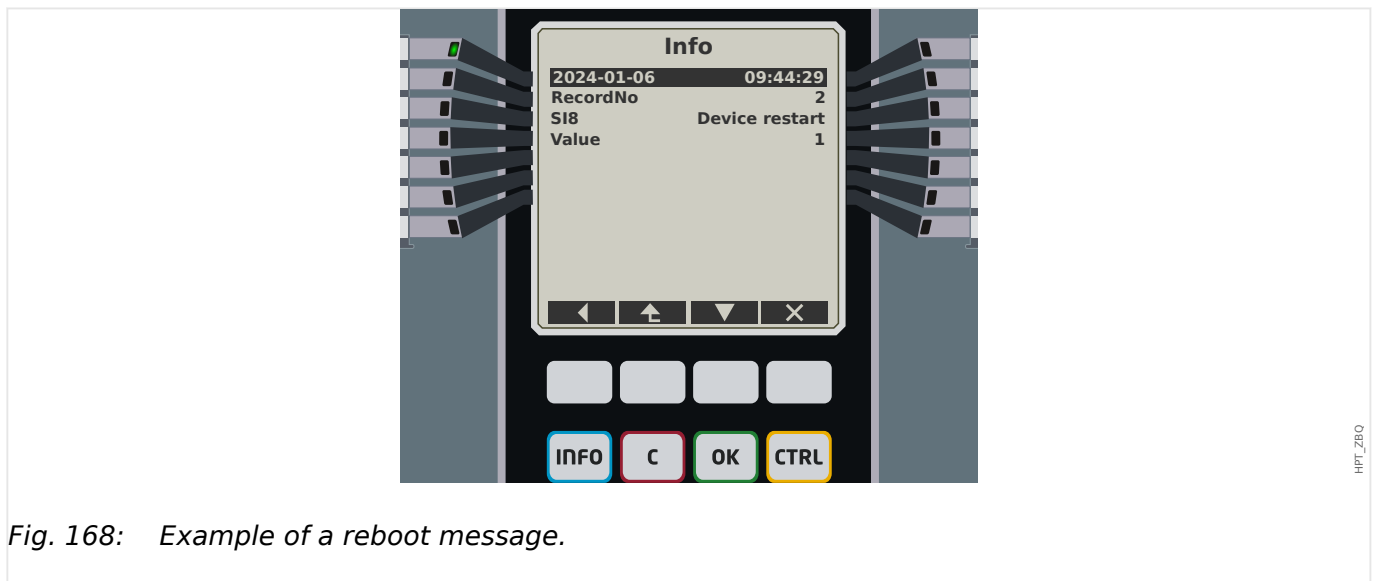 Info
2024-01-06 09:44:29
RecordNo 2
SI8 Device restart
Value 1
INFO C OK CTRL
HPT_ZBQ
Fig. 168: Example of a reboot message.